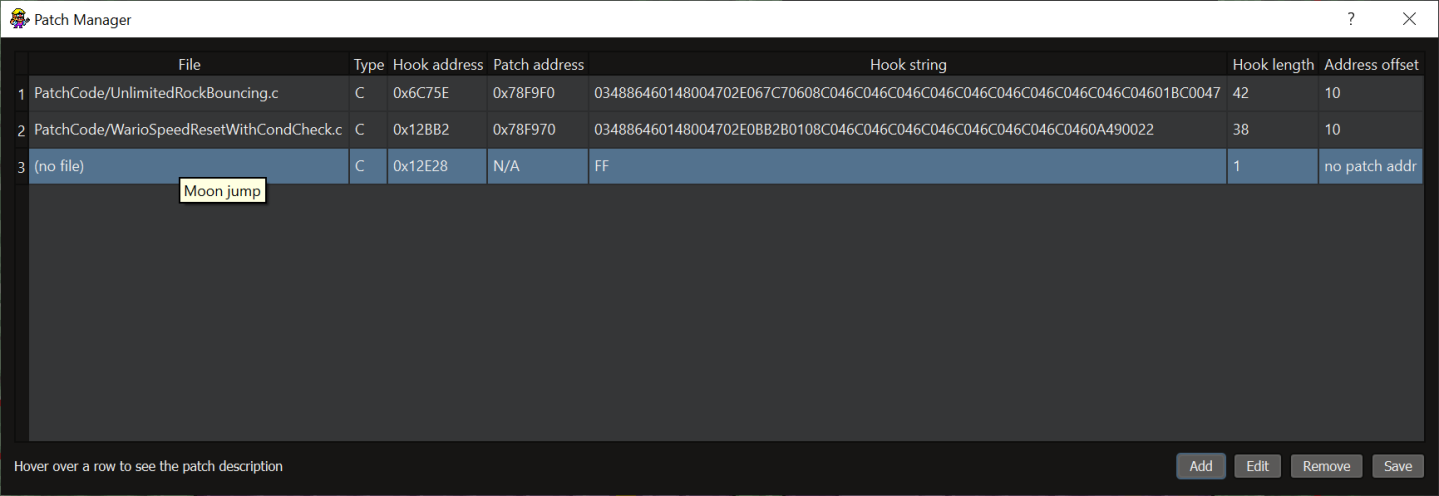 Patch Manager ?
File Type Hook address Patch address Hook string Hook length Address offset
1 PatchCode/UnlimitedRockBouncing.c C 0x6C75E 0x78F9F0 034886460148004702E067C70608C046C046C046C046C046C046C046C046C046C04601BC0047 42 10
2 PatchCode/WarioSpeedResetWithCondCheck.c C 0x12BB2 0x78F970 034886460148004702E0BB2B0108C046C046C046C046C046C046C046C0460A490022 38 10
3 (no file) C 0x12E28 N/A FF 1 no patch addr
Moon jump
Hover over a row to see the patch description Add Edit Remove Save